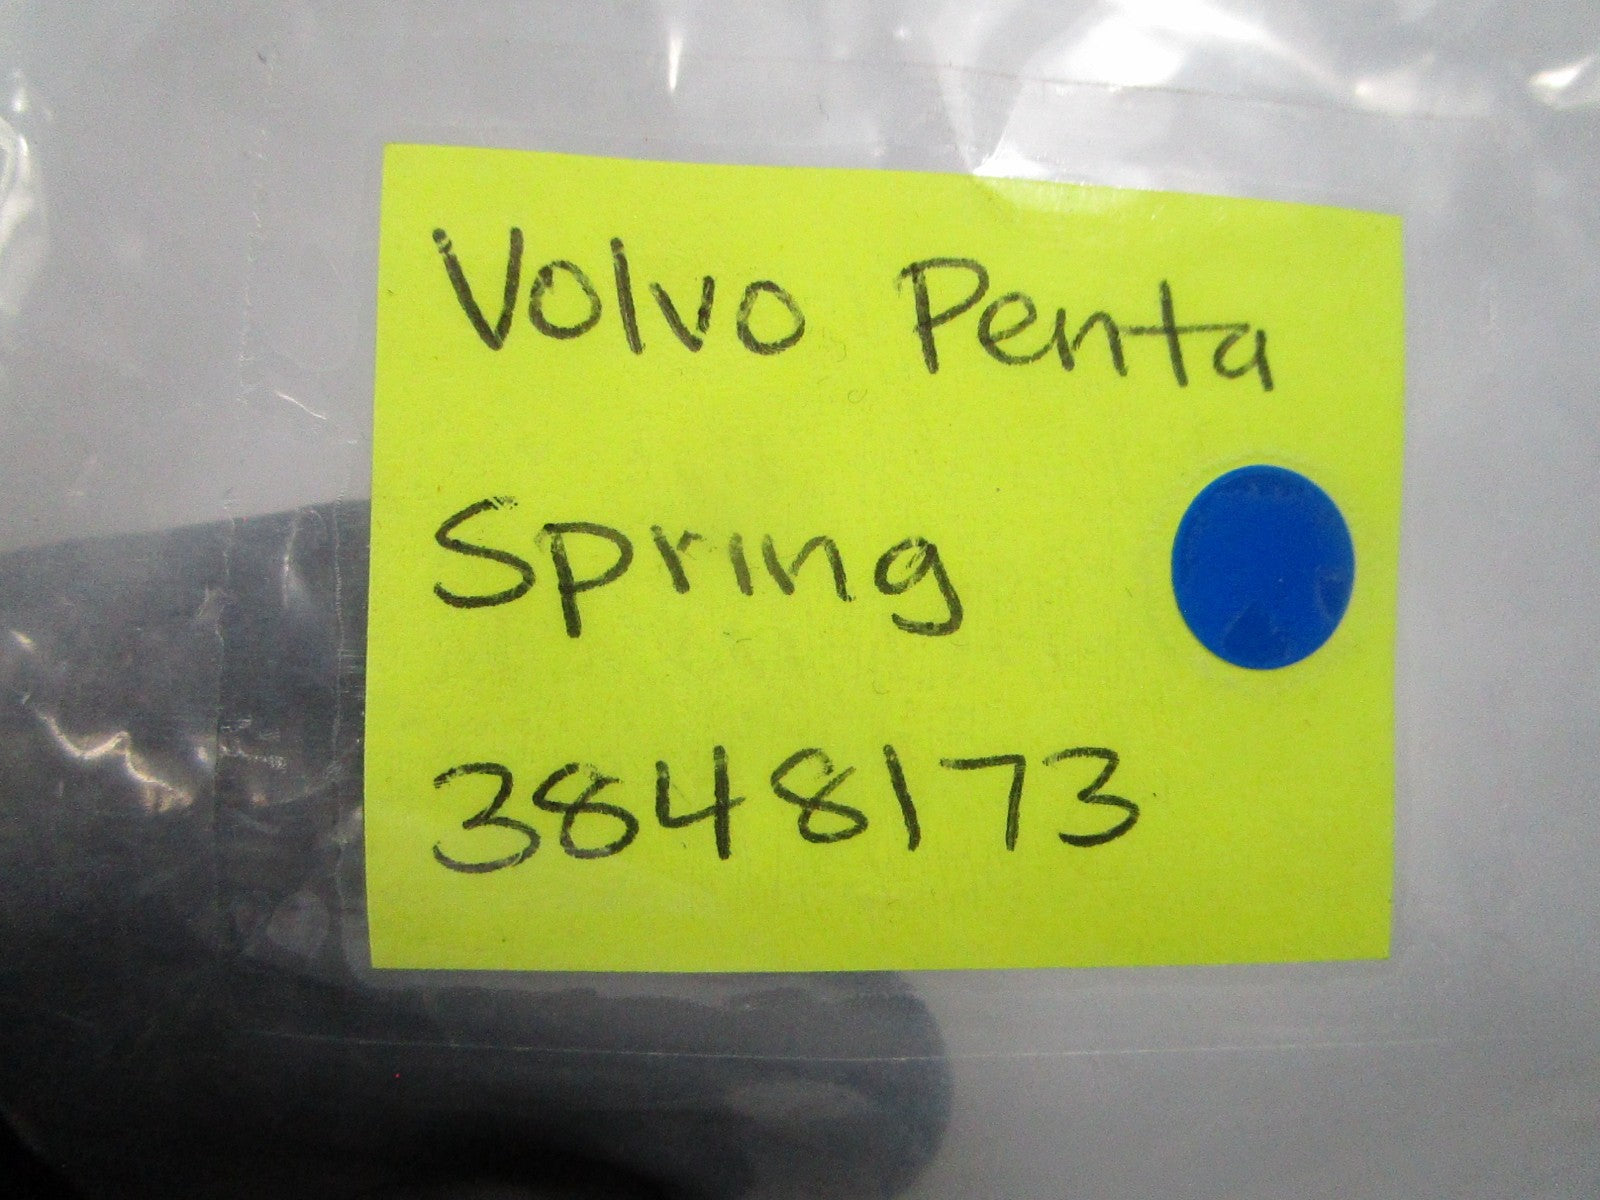 Volvo Penta
Spring
3848173